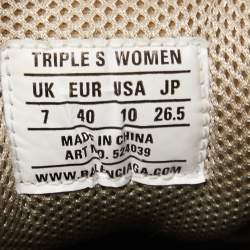 TRIPLE S WOMEN
UK EUR USA JP
7 40 10 26.5
MADE IN CHINA
ART NO. 524039
WWW.BALENCIAGA.COM